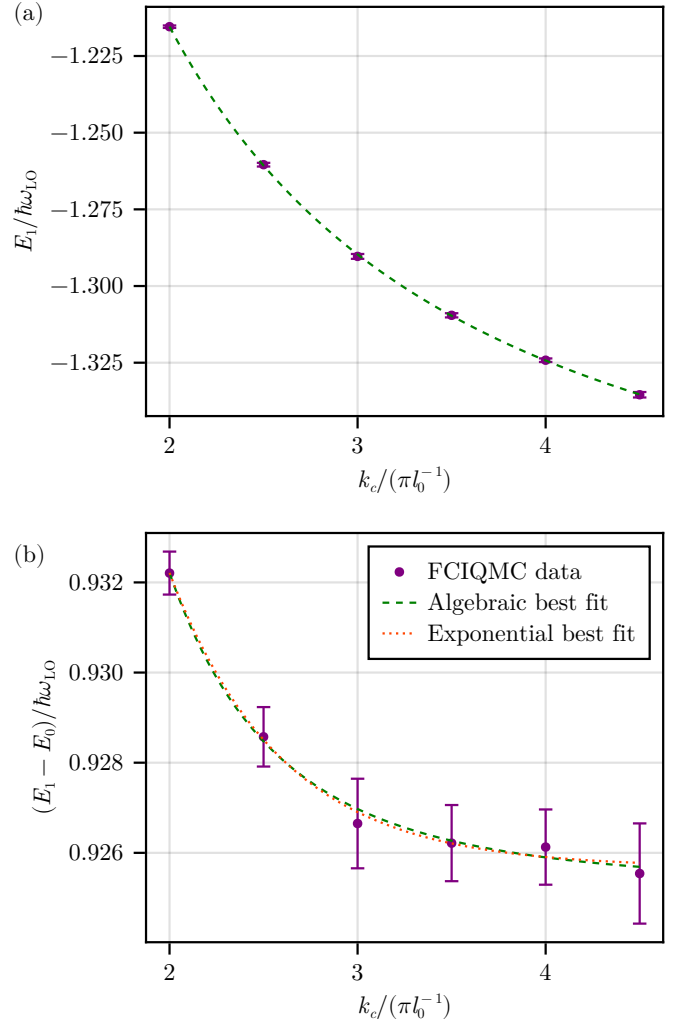 (a)
−1.225
−1.250
−1.275
−1.300
−1.325
E₁/ℏω_LO
2
3
4
k_c/(πl₀⁻¹)
(b)
0.932
0.930
0.928
0.926
(E₁ − E₀)/ℏω_LO
FCIQMC data
Algebraic best fit
Exponential best fit
2
3
4
k_c/(πl₀⁻¹)